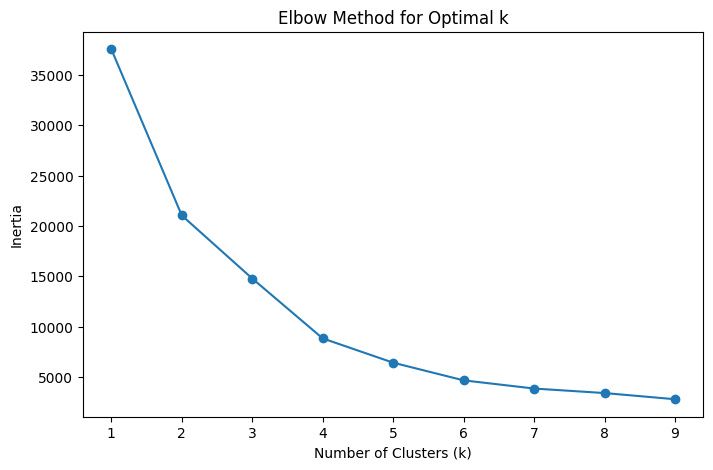 Elbow Method for Optimal k
35000
30000
25000
20000
15000
10000
5000
Inertia
1 2 3 4 5 6 7 8 9
Number of Clusters (k)